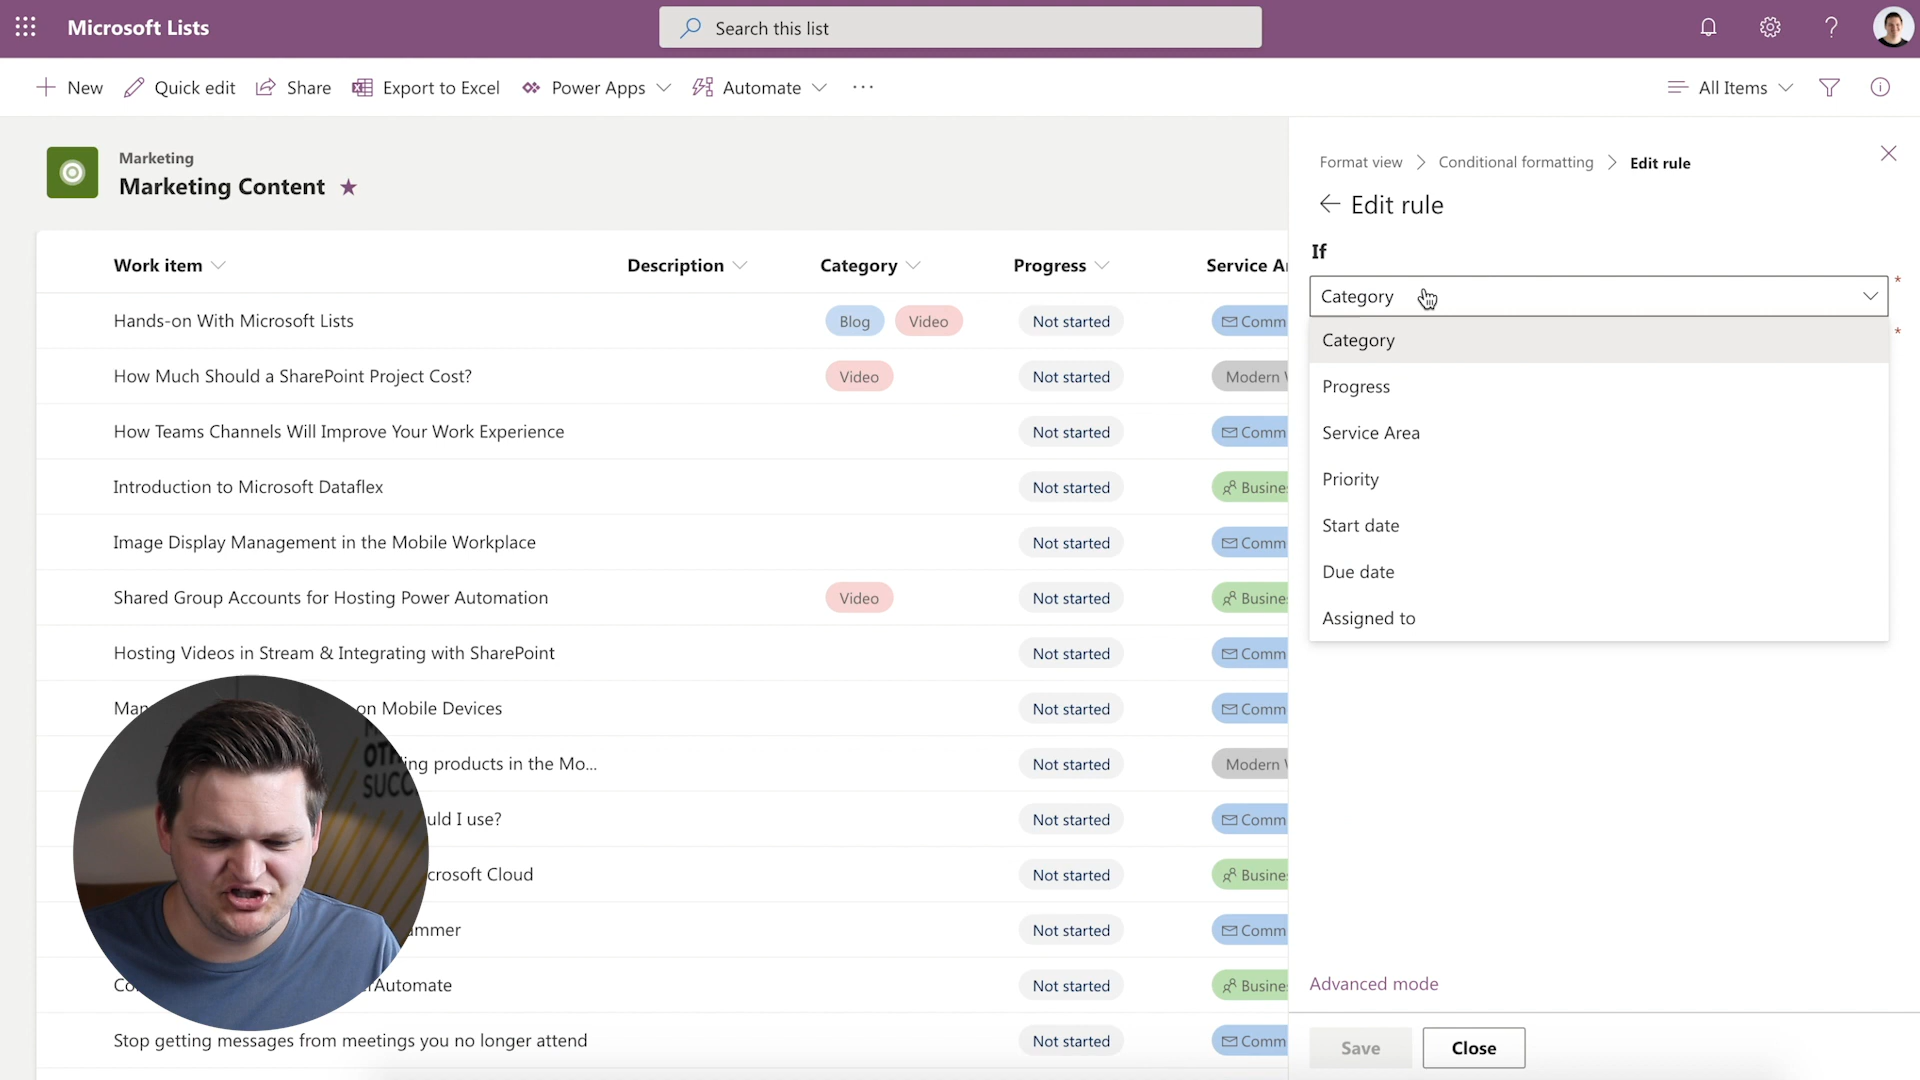 Microsoft Lists
Search this list
New
Quick edit
Share
Export to Excel
Power Apps
Automate
All Items
Marketing
Marketing Content
Work item
Description
Category
Progress
Service
Hands-on With Microsoft Lists
Blog
Video
Not started
Comm
How Much Should a SharePoint Project Cost?
Video
Not started
Modern
How Teams Channels Will Improve Your Work Experience
Not started
Comm
Introduction to Microsoft Dataflex
Not started
Busine
Image Display Management in the Mobile Workplace
Not started
Comm
Shared Group Accounts for Hosting Power Automation
Video
Not started
Busine
Hosting Videos in Stream & Integrating with SharePoint
Not started
Comm
Man on Mobile Devices
Not started
Comm
ing products in the Mo...
Not started
Modern
uld I use?
Not started
Comm
crosoft Cloud
Not started
Busine
ammer
Not started
Comm
Automate
Not started
Busine
Stop getting messages from meetings you no longer attend
Not started
Comm
Format view
Conditional formatting
Edit rule
Edit rule
If
Category
*
Category
*
Progress
Service Area
Priority
Start date
Due date
Assigned to
Advanced mode
Save
Close